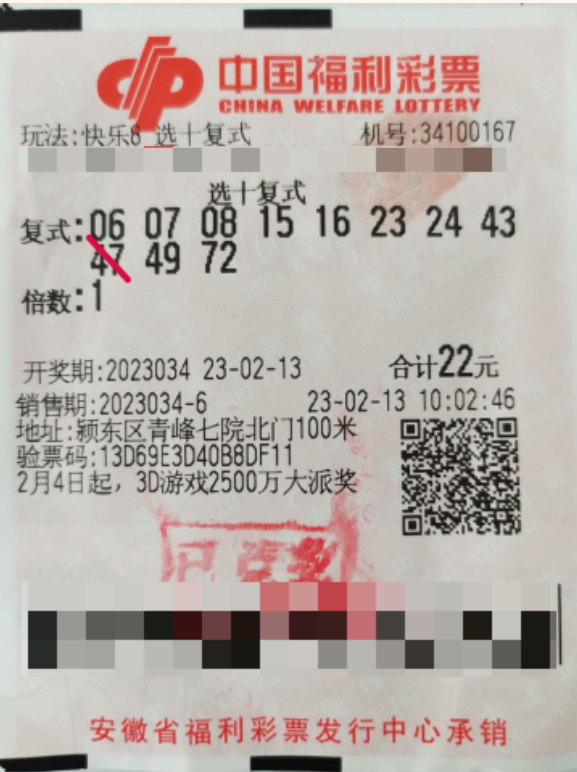 中国福利彩票
CHINA WELFARE LOTTERY
玩法:快乐8 选十复式 机号:34100167
选十复式
复式:06 07 08 15 16 23 24 43
47 49 72
倍数:1
开奖期:2023034 23-02-13 合计22元
销售期:2023034-6 23-02-13 10:02:46
地址:颍东区青峰七院北门100米
验票码:13D69E3D40B8DF11
2月4日起，3D游戏2500万大派奖
安徽省福利彩票发行中心承销